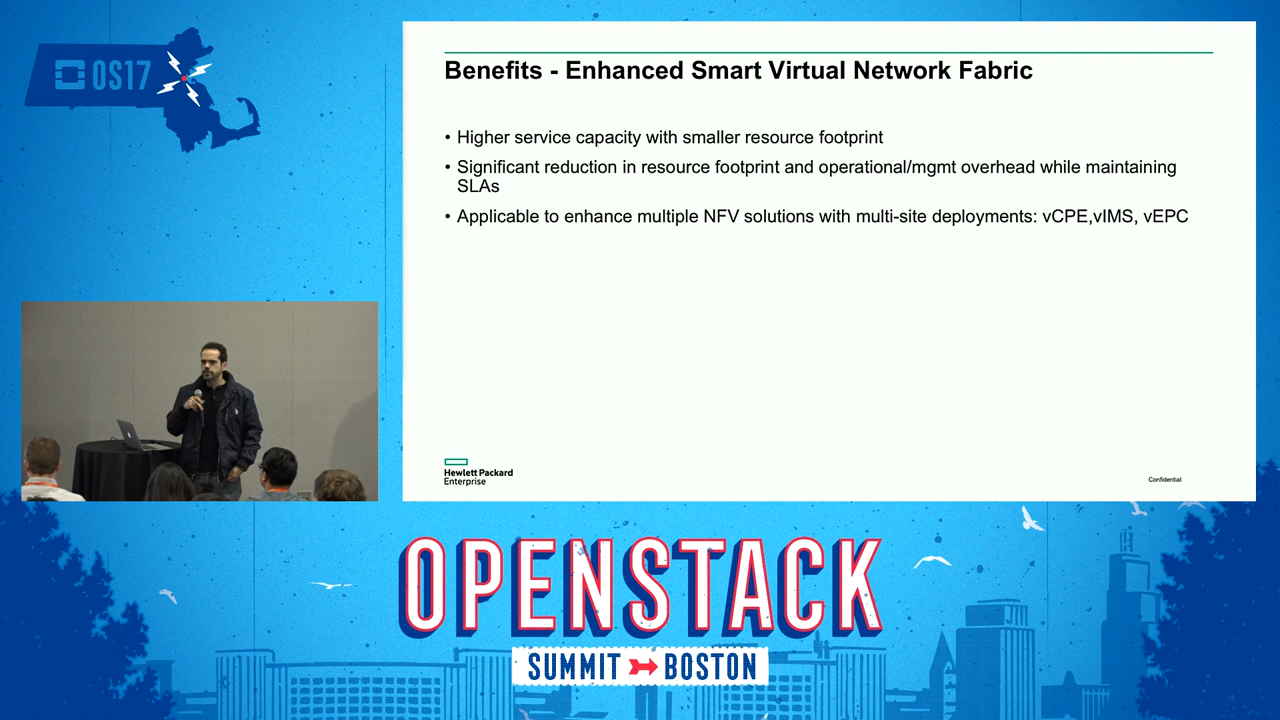 OS17
Benefits - Enhanced Smart Virtual Network Fabric
• Higher service capacity with smaller resource footprint
• Significant reduction in resource footprint and operational/mgmt overhead while maintaining
SLAs
• Applicable to enhance multiple NFV solutions with multi-site deployments: vCPE,vIMS, vEPC
Hewlett Packard
Enterprise
Confidential
OPENSTACK
SUMMIT BOSTON